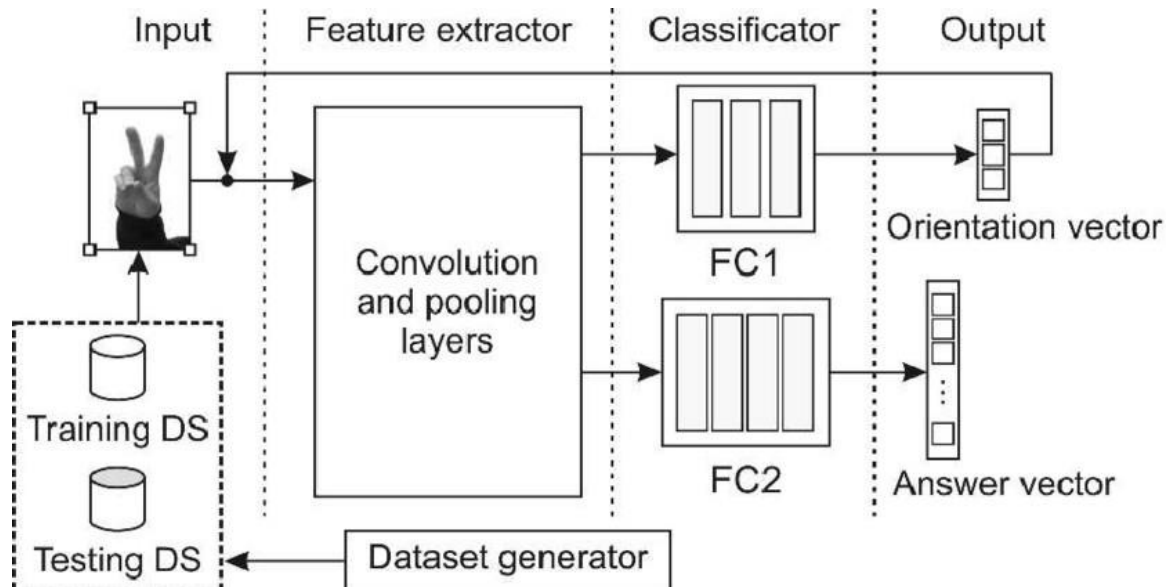 Input
Feature extractor
Classificator
Output
Convolution
and pooling
layers
FC1
Orientation vector
FC2
Answer vector
Training DS
Testing DS
Dataset generator